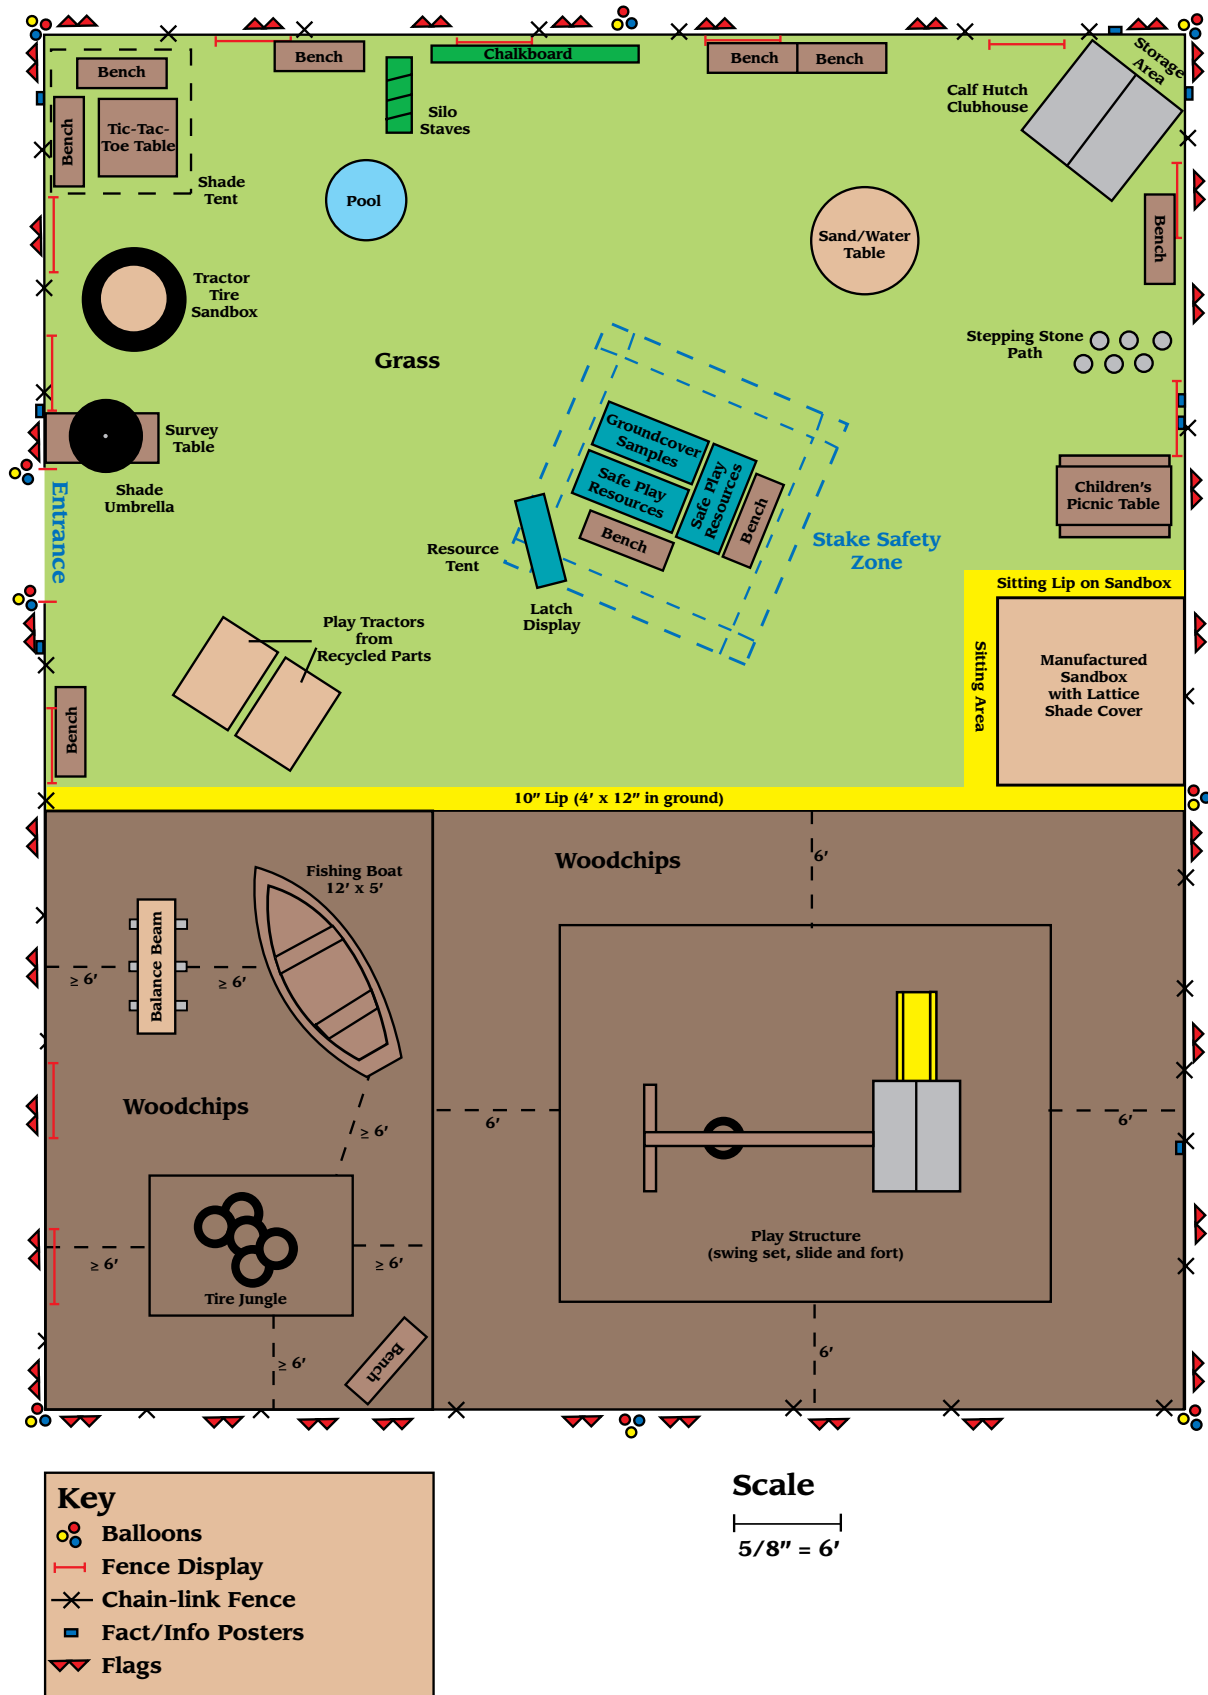 Bench
Bench
Chalkboard
Bench
Bench
Storage
Area
Calf Hutch
Clubhouse
Bench
Tic-Tac-
Toe Table
Silo
Staves
Shade
Tent
Pool
Sand/Water
Table
Bench
Tractor
Tire
Sandbox
Stepping Stone
Path
Grass
Groundcover
Samples
Safe Play
Resources
Safe Play
Resources
Bench
Bench
Survey
Table
Shade
Umbrella
Entrance
Children's
Picnic Table
Stake Safety
Zone
Resource
Tent
Latch
Display
Sitting Lip on Sandbox
Sitting Area
Manufactured
Sandbox
with Lattice
Shade Cover
Play Tractors
from
Recycled Parts
Bench
10" Lip (4' x 12" in ground)
Woodchips
6'
Fishing Boat
12' x 5'
Balance Beam
≥ 6'
≥ 6'
Woodchips
≥ 6'
6'
6'
Play Structure
(swing set, slide and fort)
≥ 6'
≥ 6'
Tire Jungle
≥ 6'
Bench
6'
Key
Balloons
Fence Display
Chain-link Fence
Fact/Info Posters
Flags
Scale
5/8" = 6'